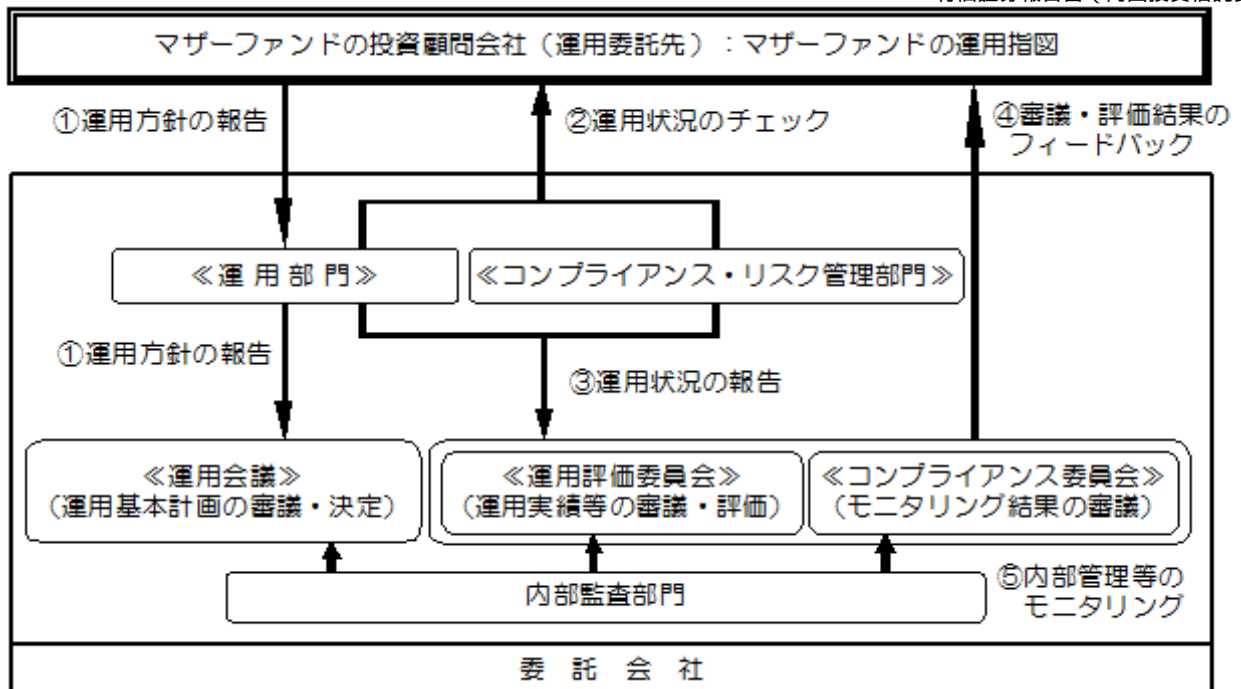 マザーファンドの投資顧問会社（運用委託先）：マザーファンドの運用指図
①運用方針の報告
②運用状況のチェック
④審議・評価結果の
フィードバック
≪運用部門≫
≪コンプライアンス・リスク管理部門≫
①運用方針の報告
③運用状況の報告
≪運用会議≫
（運用基本計画の審議・決定）
≪運用評価委員会≫
（運用実績等の審議・評価）
≪コンプライアンス委員会≫
（モニタリング結果の審議）
内部監査部門
⑤内部管理等の
モニタリング
委託会社